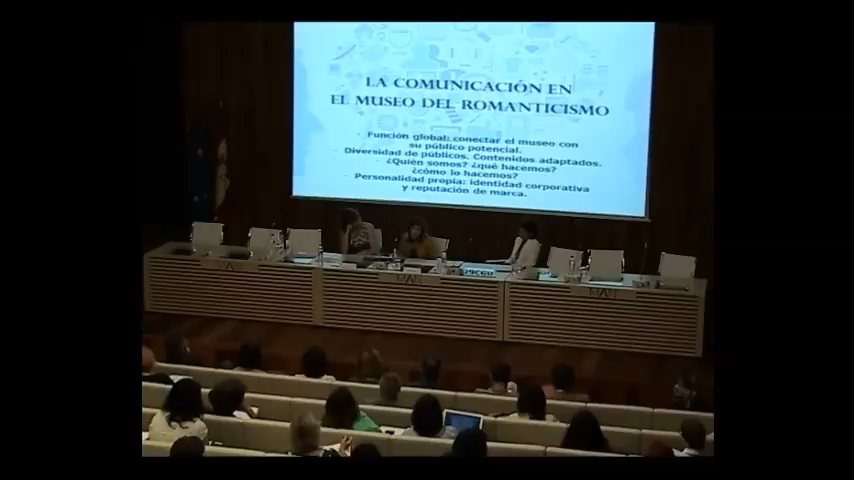 LA COMUNICACIÓN EN
EL MUSEO DEL ROMANTICISMO
- Función global: conectar el museo con
su público potencial.
- Diversidad de públicos. Contenidos adaptados.
- ¿Quién somos? ¿qué hacemos?
¿cómo lo hacemos?
- Personalidad propia: identidad corporativa
y reputación de marca.